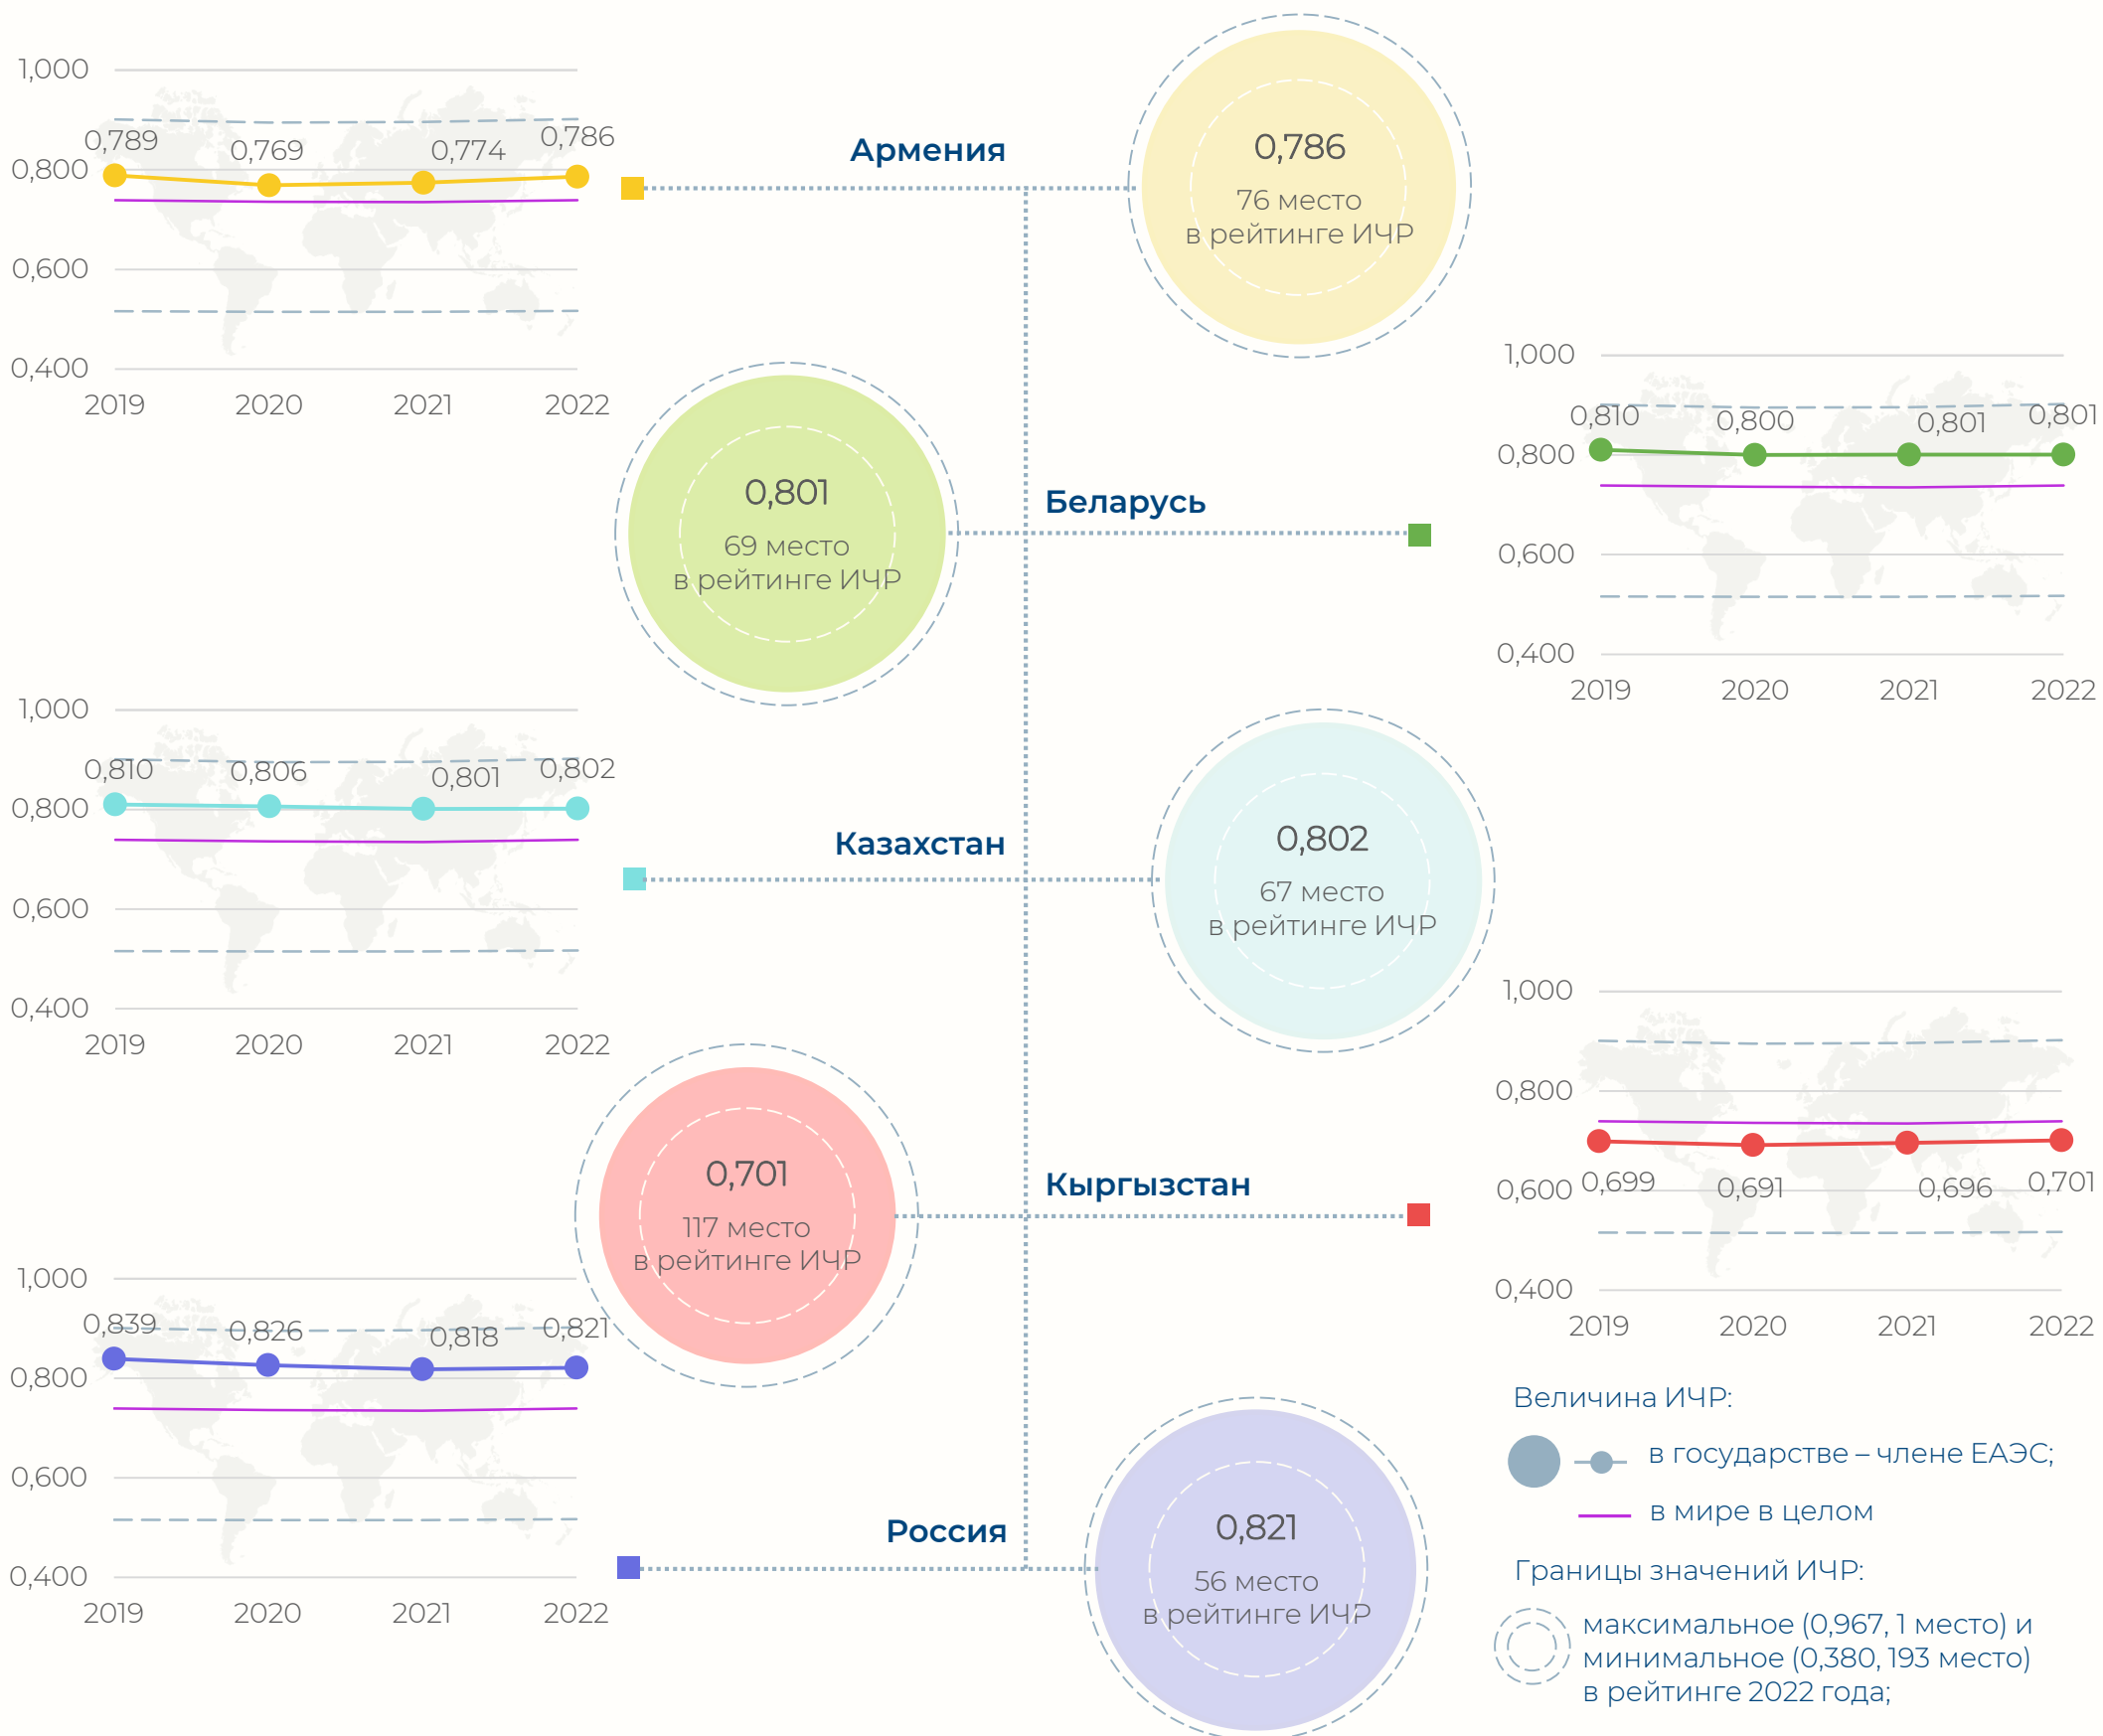 1,000
0,800
0,600
0,400
0,789
0,769
0,774
0,786
2019 2020 2021 2022
Армения
0,786
76 место
в рейтинге ИЧР
0,801
69 место
в рейтинге ИЧР
Беларусь
1,000
0,800
0,600
0,400
0,810
0,800
0,801
0,801
2019 2020 2021 2022
1,000
0,800
0,600
0,400
0,810
0,806
0,801
0,802
2019 2020 2021 2022
Казахстан
0,802
67 место
в рейтинге ИЧР
0,701
117 место
в рейтинге ИЧР
Кыргызстан
1,000
0,800
0,600
0,400
0,699
0,691
0,696
0,701
2019 2020 2021 2022
1,000
0,800
0,600
0,400
0,839
0,826
0,818
0,821
2019 2020 2021 2022
Россия
0,821
56 место
в рейтинге ИЧР
Величина ИЧР:
в государстве – члене ЕАЭС;
в мире в целом
Границы значений ИЧР:
максимальное (0,967, 1 место) и
минимальное (0,380, 193 место)
в рейтинге 2022 года;